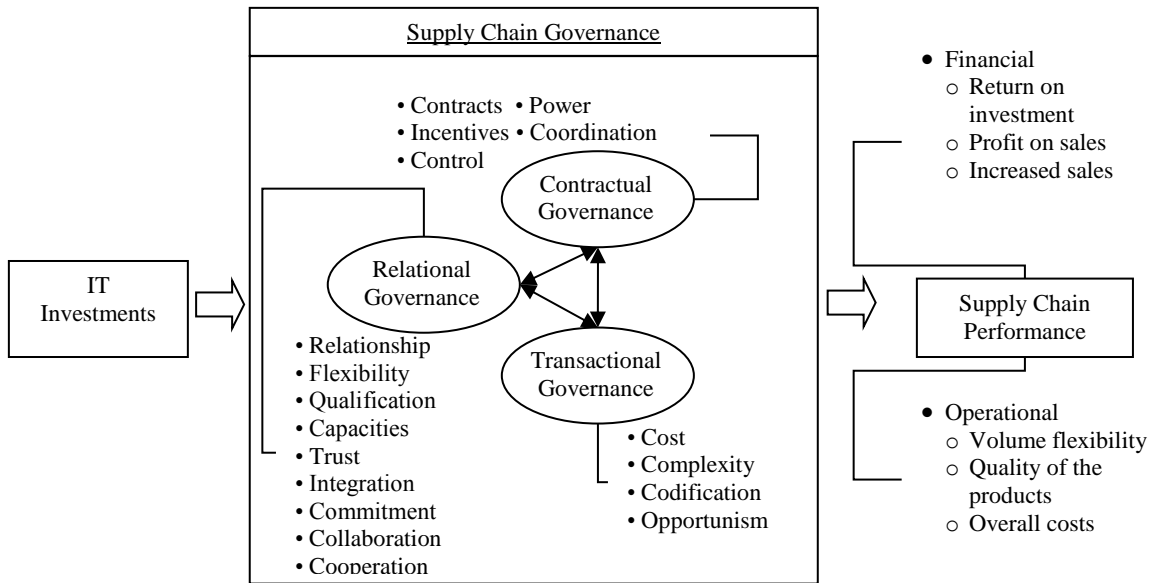 Supply Chain Governance
• Contracts • Power
• Incentives • Coordination
• Control
Contractual
Governance
Relational
Governance
Transactional
Governance
• Relationship
• Flexibility
• Qualification
• Capacities
• Trust
• Integration
• Commitment
• Collaboration
• Cooperation
• Cost
• Complexity
• Codification
• Opportunism
IT
Investments
Supply Chain
Performance
• Financial
o Return on
investment
o Profit on sales
o Increased sales
• Operational
o Volume flexibility
o Quality of the
products
o Overall costs